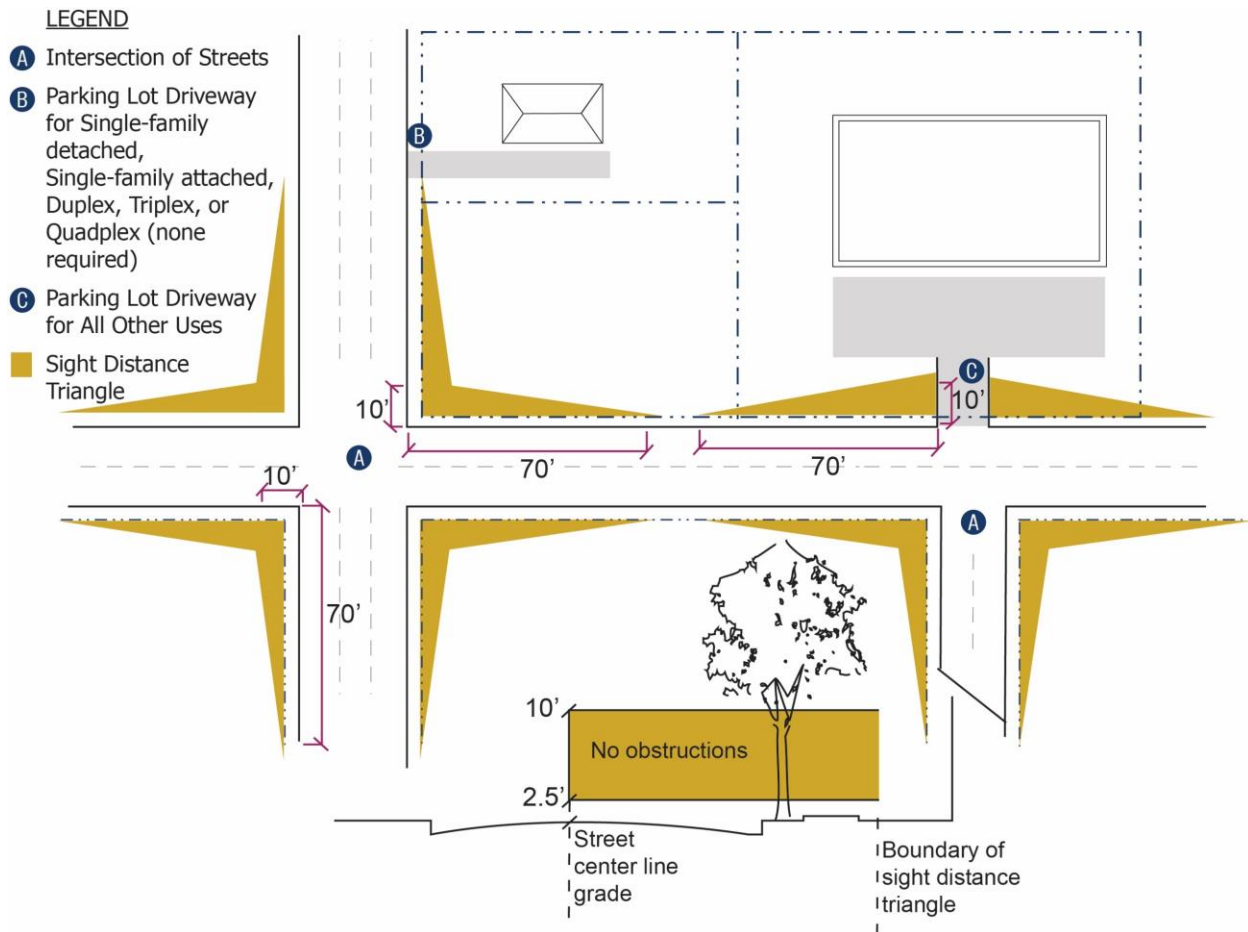 LEGEND
A Intersection of Streets
B Parking Lot Driveway
for Single-family
detached,
Single-family attached,
Duplex, Triplex, or
Quadplex (none
required)
C Parking Lot Driveway
for All Other Uses
Sight Distance
Triangle
B
C
10’
10’
A
70’
70’
10’
A
70’
10’
No obstructions
2.5’
Street
center line
grade
Boundary of
sight distance
triangle